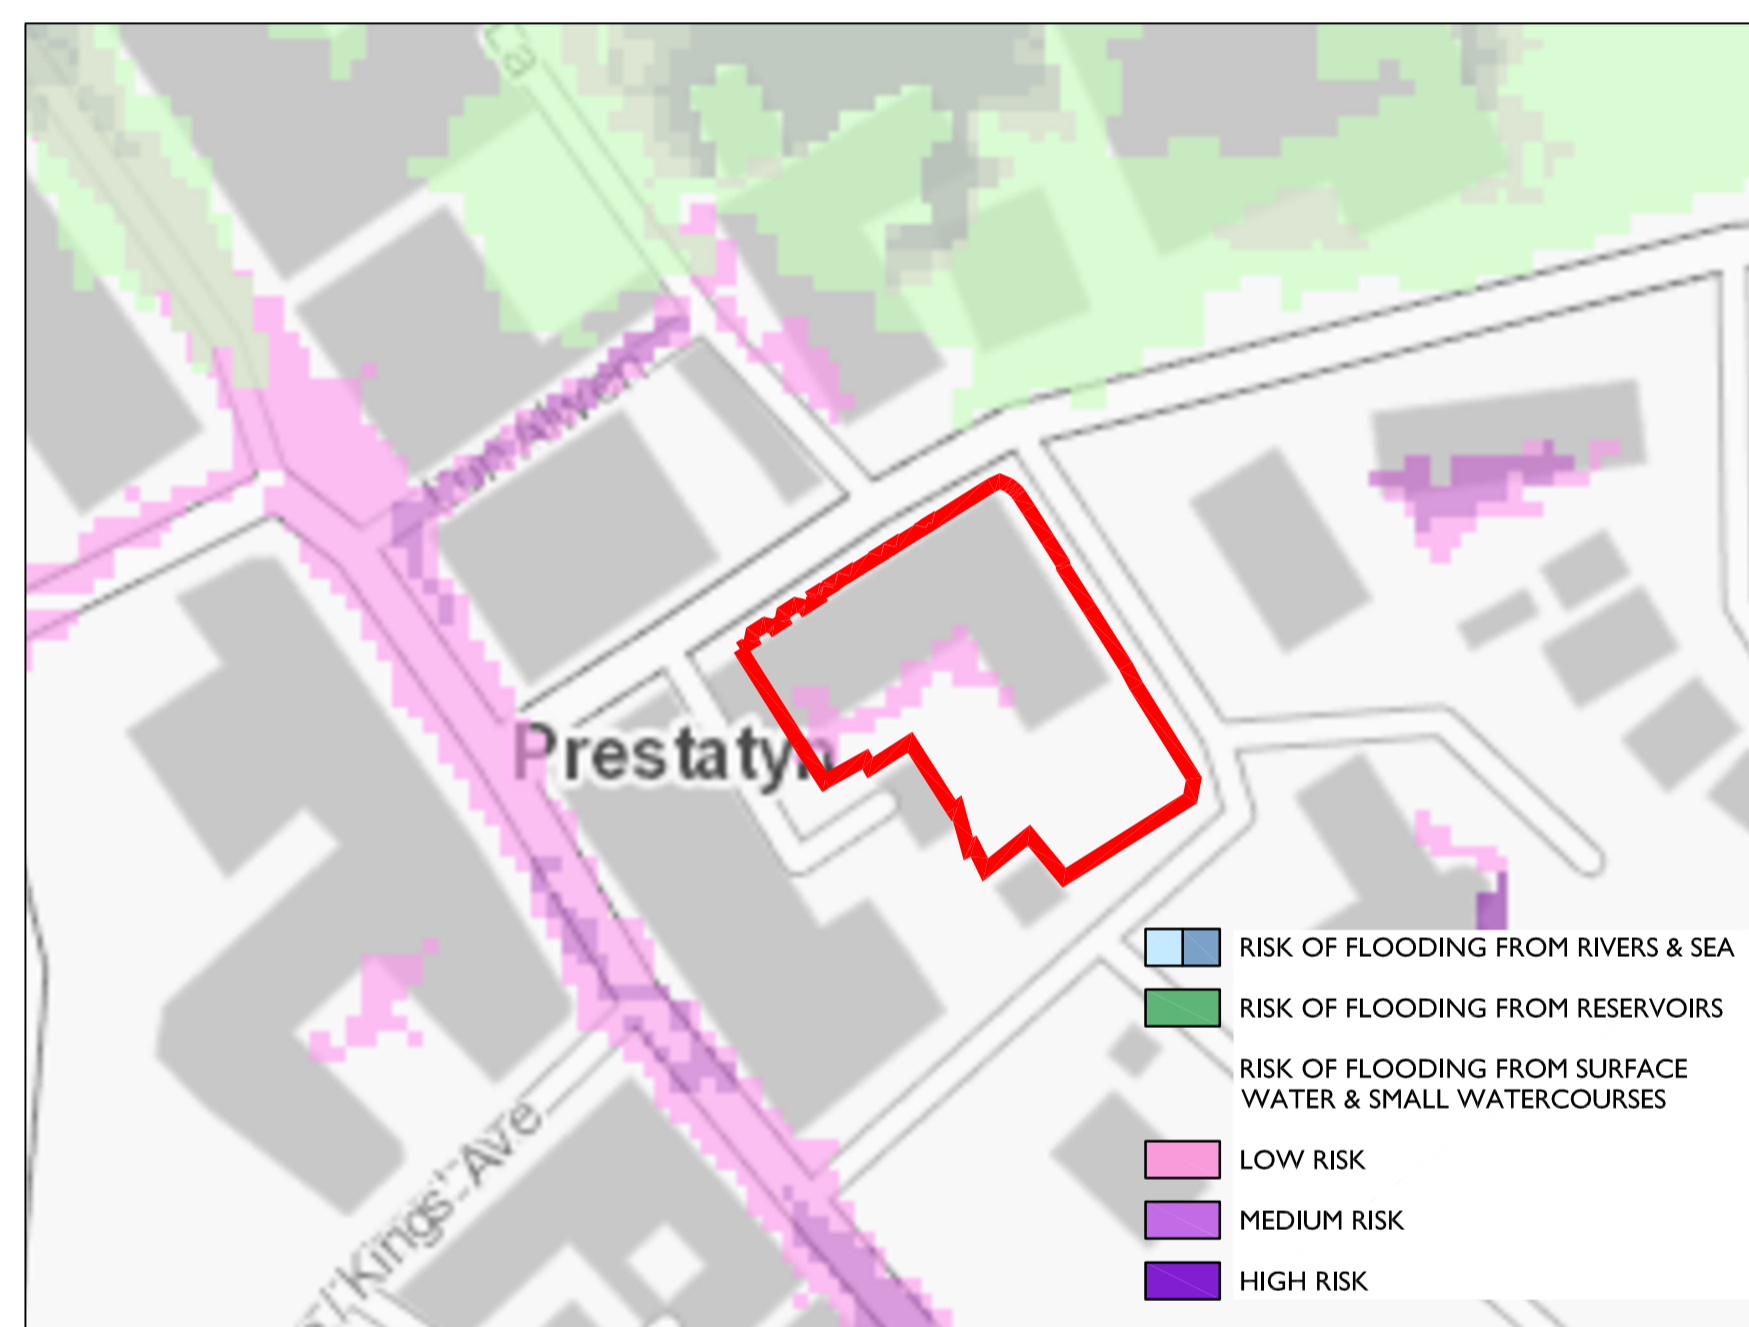 La
Prestatyn
Kings' Ave
RISK OF FLOODING FROM RIVERS & SEA
RISK OF FLOODING FROM RESERVOIRS
RISK OF FLOODING FROM SURFACE
WATER & SMALL WATERCOURSES
LOW RISK
MEDIUM RISK
HIGH RISK